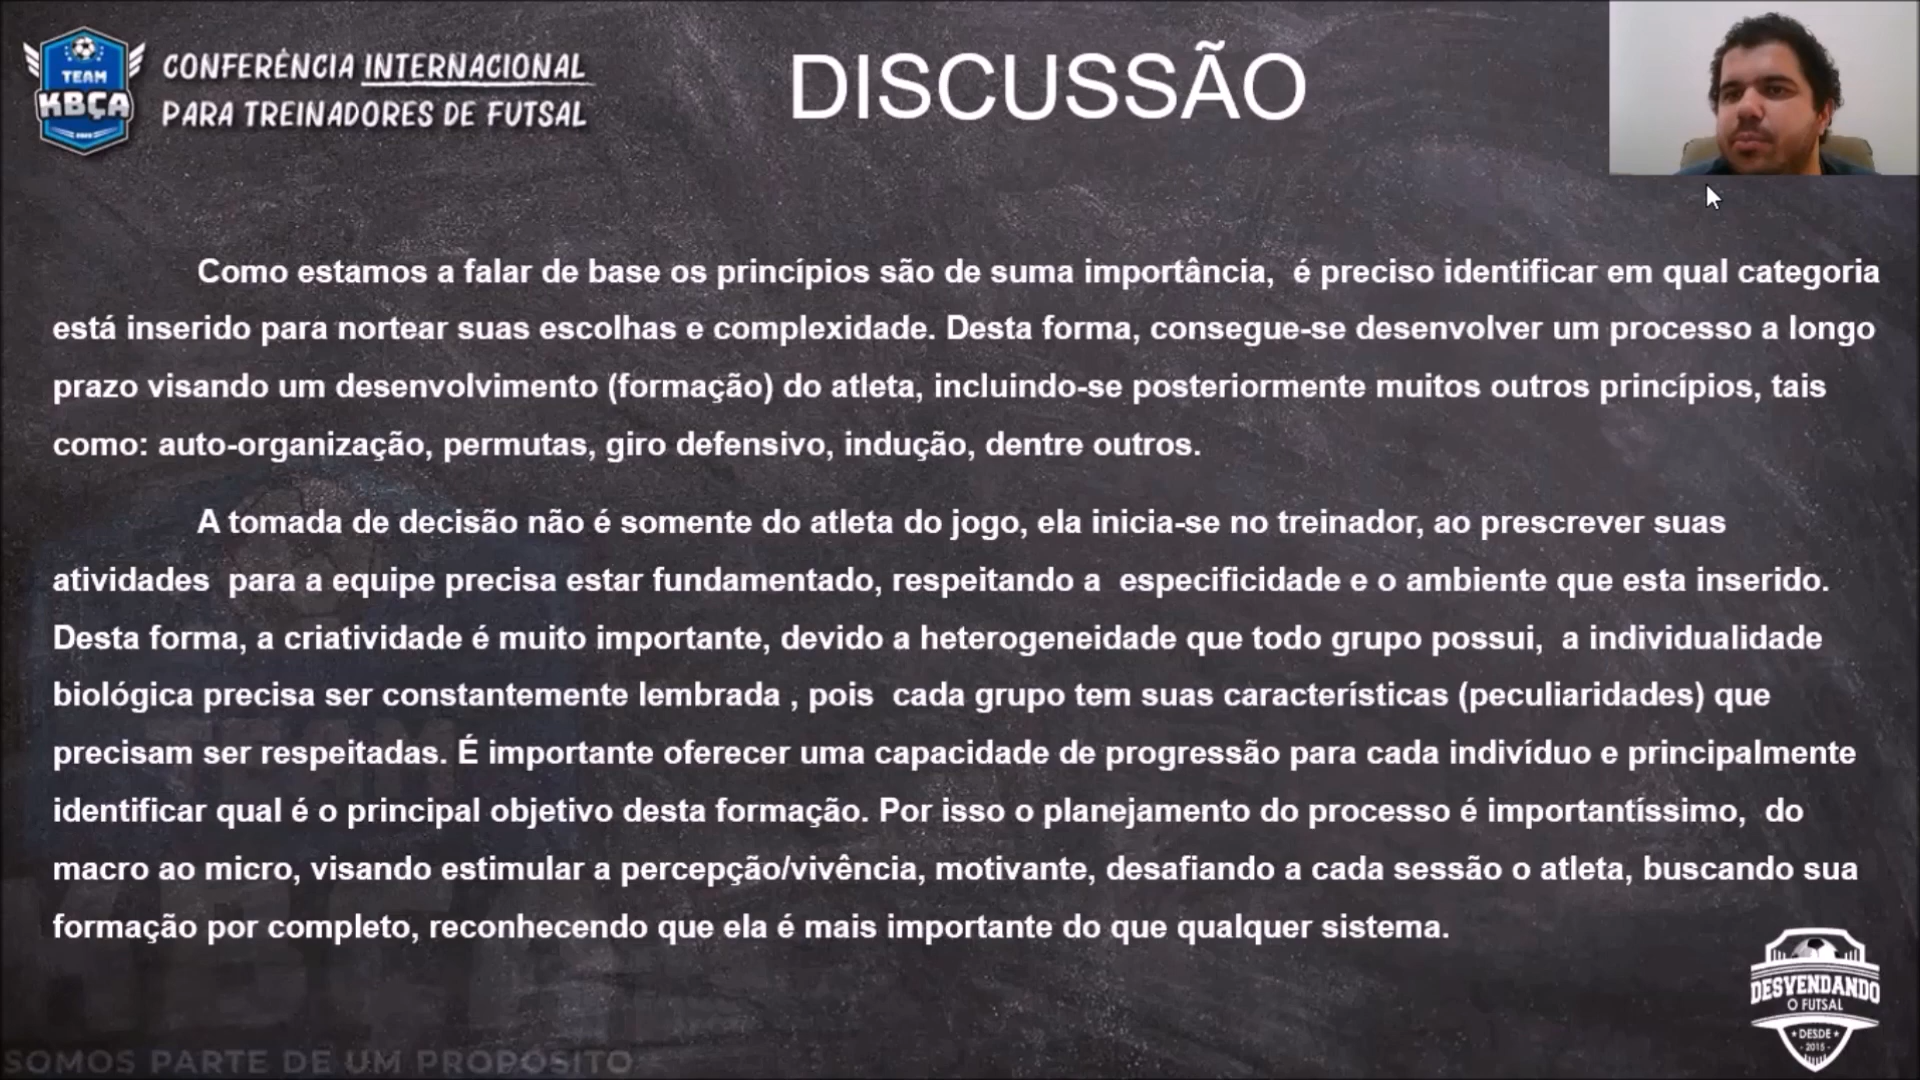 TEAM
KBÇA
CONFERÊNCIA INTERNACIONAL
PARA TREINADORES DE FUTSAL
DISCUSSÃO
Como estamos a falar de base os princípios são de suma importância, é preciso identificar em qual categoria
está inserido para nortear suas escolhas e complexidade. Desta forma, consegue-se desenvolver um processo a longo
prazo visando um desenvolvimento (formação) do atleta, incluindo-se posteriormente muitos outros princípios, tais
como: auto-organização, permutas, giro defensivo, indução, dentre outros.
A tomada de decisão não é somente do atleta do jogo, ela inicia-se no treinador, ao prescrever suas
atividades para a equipe precisa estar fundamentado, respeitando a especificidade e o ambiente que esta inserido.
Desta forma, a criatividade é muito importante, devido a heterogeneidade que todo grupo possui, a individualidade
biológica precisa ser constantemente lembrada , pois cada grupo tem suas características (peculiaridades) que
precisam ser respeitadas. É importante oferecer uma capacidade de progressão para cada indivíduo e principalmente
identificar qual é o principal objetivo desta formação. Por isso o planejamento do processo é importantíssimo, do
macro ao micro, visando estimular a percepção/vivência, motivante, desafiando a cada sessão o atleta, buscando sua
formação por completo, reconhecendo que ela é mais importante do que qualquer sistema.
TEAM
KBÇA
DESVENDANDO
O FUTSAL
• DESDE •
- 2015 -
SOMOS PARTE DE UM PROPÓSITO